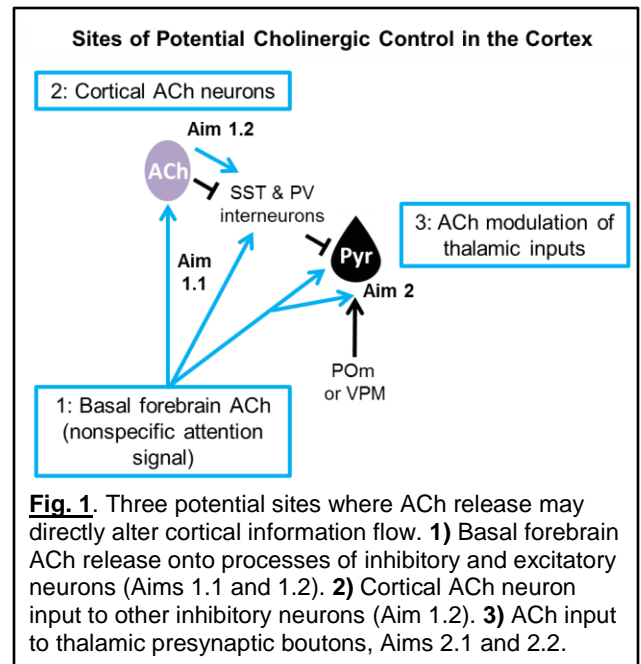 Sites of Potential Cholinergic Control in the Cortex
2: Cortical ACh neurons
Aim 1.2
ACh
SST & PV
interneurons
3: ACh modulation of
thalamic inputs
Pyr
Aim
1.1
Aim 2
POm
or VPM
1: Basal forebrain ACh
(nonspecific attention
signal)
Fig. 1. Three potential sites where ACh release may
directly alter cortical information flow. 1) Basal forebrain
ACh release onto processes of inhibitory and excitatory
neurons (Aims 1.1 and 1.2). 2) Cortical ACh neuron
input to other inhibitory neurons (Aim 1.2). 3) ACh input
to thalamic presynaptic boutons, Aims 2.1 and 2.2.